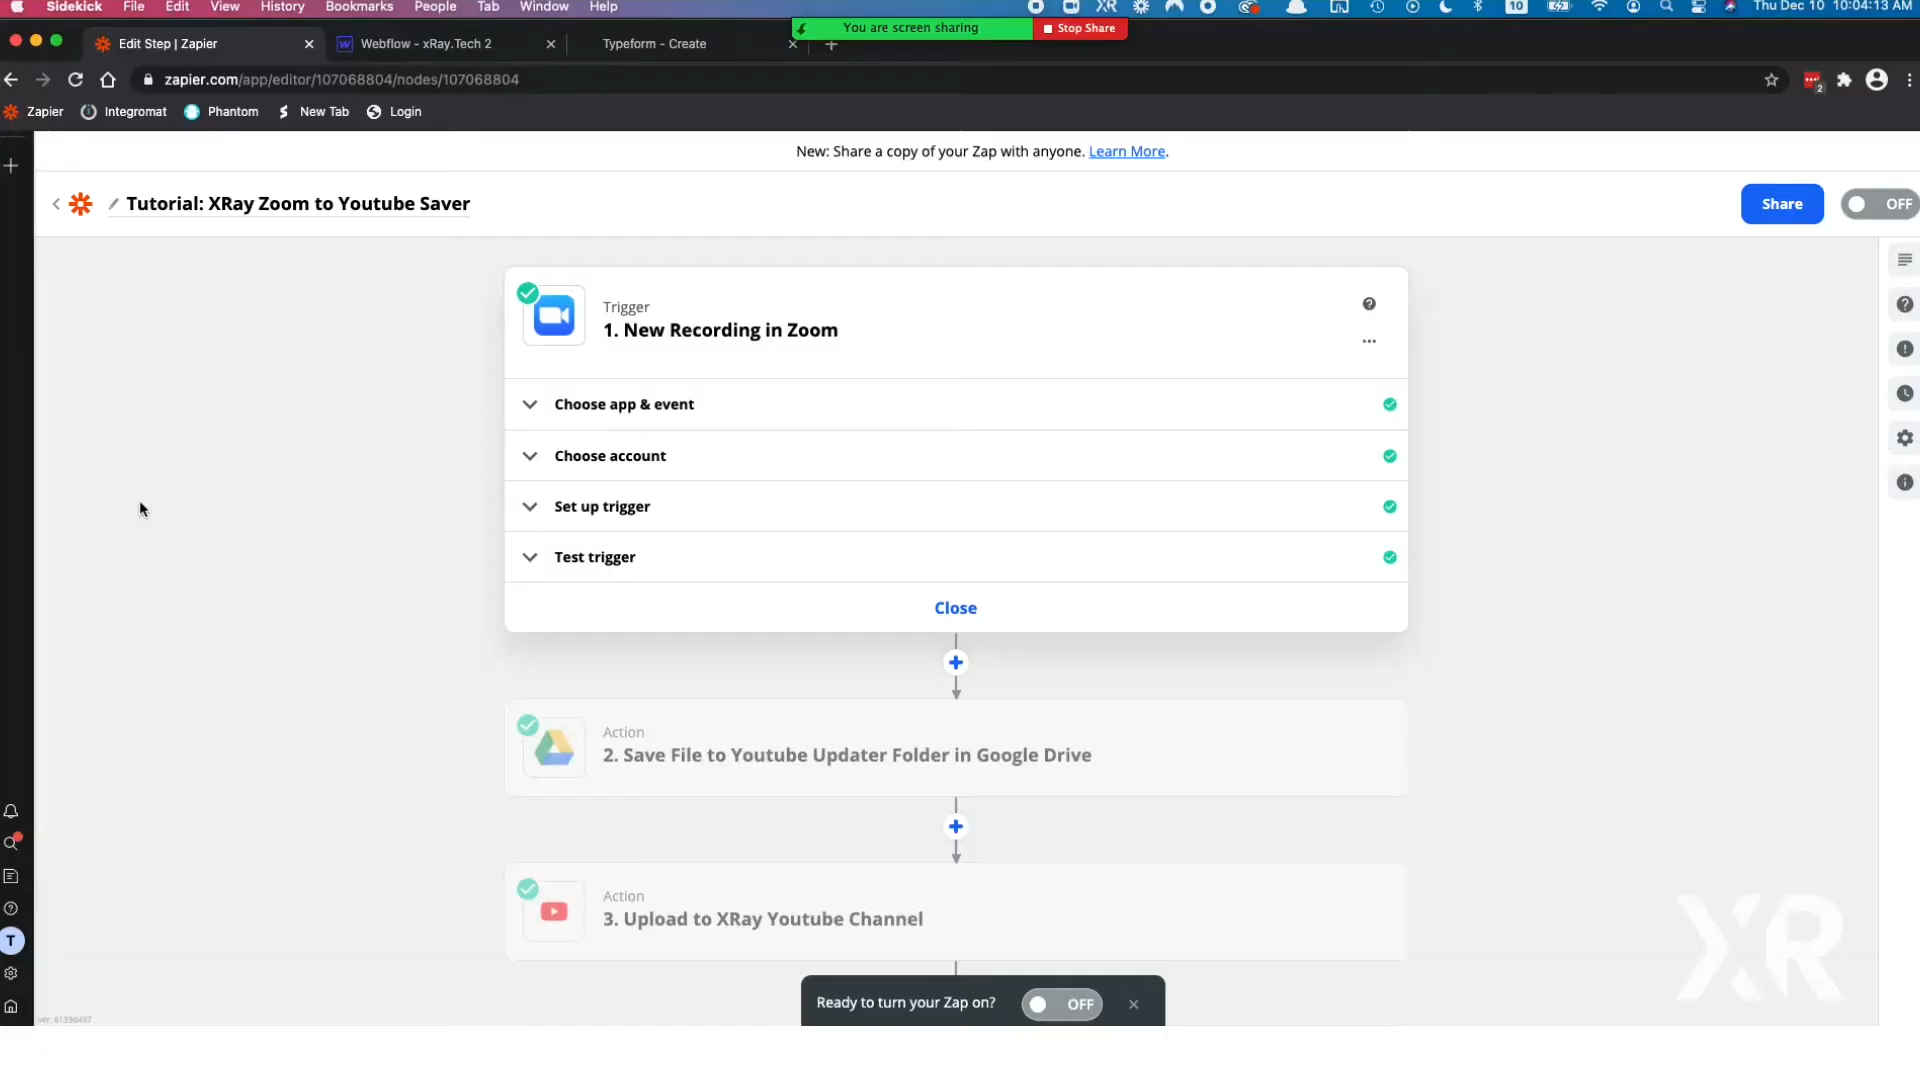 Sidekick File Edit View History Bookmarks People Tab Window Help XR 10 Thu Dec 10 10:04:13 AM
You are screen sharing Stop Share
Edit Step | Zapier Webflow - xRay.Tech 2 Typeform - Create
zapier.com/app/editor/107068804/nodes/107068804 2
Zapier Integromat Phantom New Tab Login
New: Share a copy of your Zap with anyone. Learn More.
Tutorial: XRay Zoom to Youtube Saver Share OFF
Trigger
1. New Recording in Zoom
Choose app & event
Choose account
Set up trigger
Test trigger
Close
Action
2. Save File to Youtube Updater Folder in Google Drive
Action
3. Upload to XRay Youtube Channel
XR
T
Ready to turn your Zap on? OFF